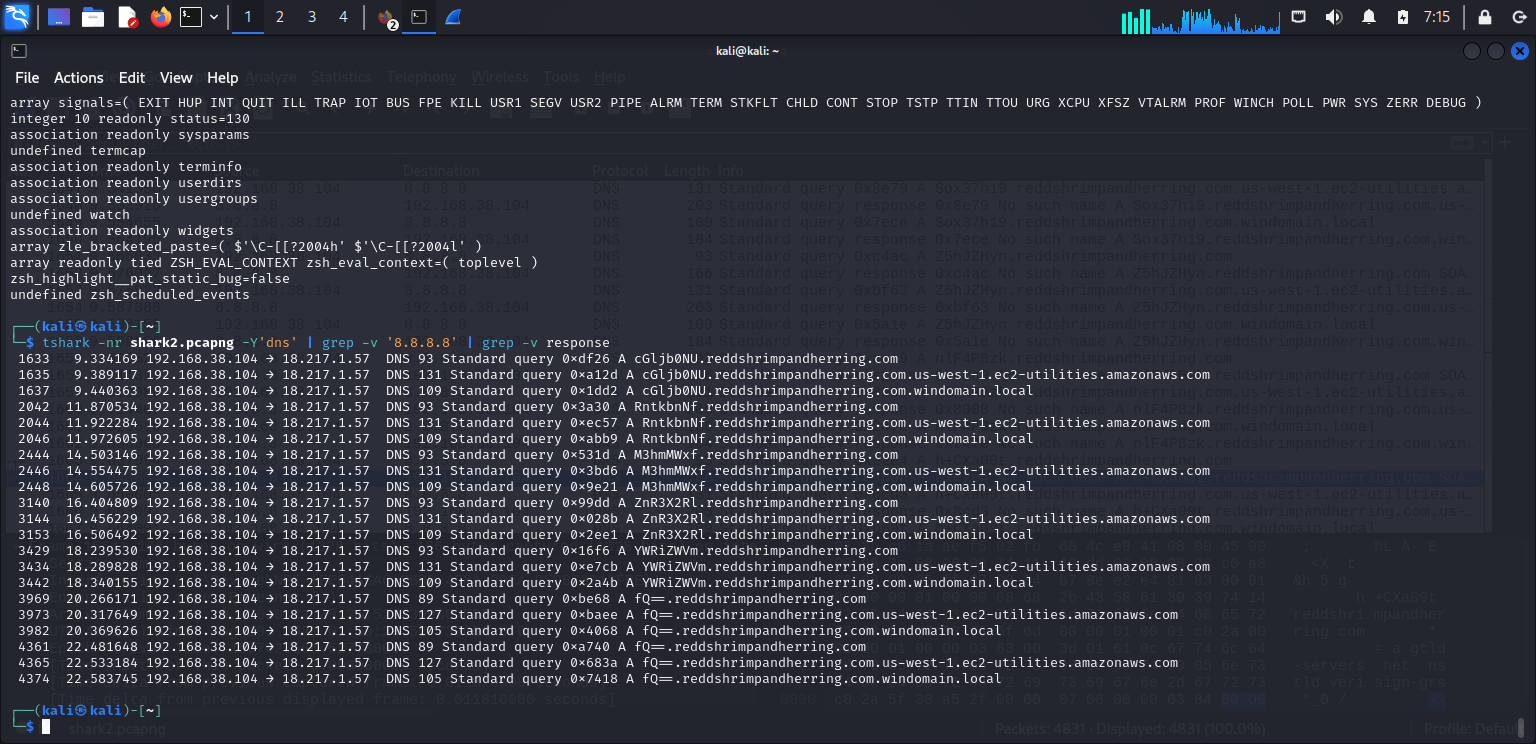 1 2 3 4 2 7:15
kali@kali: ~
File Actions Edit View Help
Analyze Statistics Telephony Wireless Tools Help
array signals=( EXIT HUP INT QUIT ILL TRAP IOT BUS FPE KILL USR1 SEGV USR2 PIPE ALRM TERM STKFLT CHLD CONT STOP TSTP TTIN TTOU URG XCPU XFSZ VTALRM PROF WINCH POLL PWR SYS ZERR DEBUG )
integer 10 readonly status=130
association readonly sysparams
undefined termcap
association readonly terminfo
association readonly userdirs
association readonly usergroups
undefined watch
association readonly widgets
array zle_bracketed_paste=( $'\C-[[?2004h' $'\C-[[?2004l' )
array readonly tied ZSH_EVAL_CONTEXT zsh_eval_context=( toplevel )
zsh_highlight__pat_static_bug=false
undefined zsh_scheduled_events
┌──(kali㉿kali)-[~]
└─$ tshark -nr shark2.pcapng -Y'dns' | grep -v '8.8.8.8' | grep -v response
1633 9.334169 192.168.38.104 → 18.217.1.57 DNS 93 Standard query 0×df26 A cGljb0NU.reddshrimpandherring.com
1635 9.389117 192.168.38.104 → 18.217.1.57 DNS 131 Standard query 0×a12d A cGljb0NU.reddshrimpandherring.com.us-west-1.ec2-utilities.amazonaws.com
1637 9.440363 192.168.38.104 → 18.217.1.57 DNS 109 Standard query 0×1dd2 A cGljb0NU.reddshrimpandherring.com.windomain.local
2042 11.870534 192.168.38.104 → 18.217.1.57 DNS 93 Standard query 0×3a30 A RntkbnNf.reddshrimpandherring.com
2044 11.922284 192.168.38.104 → 18.217.1.57 DNS 131 Standard query 0×ec57 A RntkbnNf.reddshrimpandherring.com.us-west-1.ec2-utilities.amazonaws.com
2046 11.972605 192.168.38.104 → 18.217.1.57 DNS 109 Standard query 0×abb9 A RntkbnNf.reddshrimpandherring.com.windomain.local
2444 14.503146 192.168.38.104 → 18.217.1.57 DNS 93 Standard query 0×531d A M3hmMWxf.reddshrimpandherring.com
2446 14.554475 192.168.38.104 → 18.217.1.57 DNS 131 Standard query 0×3bd6 A M3hmMWxf.reddshrimpandherring.com.us-west-1.ec2-utilities.amazonaws.com
2448 14.605726 192.168.38.104 → 18.217.1.57 DNS 109 Standard query 0×9e21 A M3hmMWxf.reddshrimpandherring.com.windomain.local
3140 16.404809 192.168.38.104 → 18.217.1.57 DNS 93 Standard query 0×99dd A ZnR3X2Rl.reddshrimpandherring.com
3144 16.456229 192.168.38.104 → 18.217.1.57 DNS 131 Standard query 0×028b A ZnR3X2Rl.reddshrimpandherring.com.us-west-1.ec2-utilities.amazonaws.com
3153 16.506492 192.168.38.104 → 18.217.1.57 DNS 109 Standard query 0×2ee1 A ZnR3X2Rl.reddshrimpandherring.com.windomain.local
3429 18.239530 192.168.38.104 → 18.217.1.57 DNS 93 Standard query 0×16f6 A YWRiZWVm.reddshrimpandherring.com
3434 18.289828 192.168.38.104 → 18.217.1.57 DNS 131 Standard query 0×e7cb A YWRiZWVm.reddshrimpandherring.com.us-west-1.ec2-utilities.amazonaws.com
3442 18.340155 192.168.38.104 → 18.217.1.57 DNS 109 Standard query 0×2a4b A YWRiZWVm.reddshrimpandherring.com.windomain.local
3969 20.266171 192.168.38.104 → 18.217.1.57 DNS 89 Standard query 0×be68 A fQ==.reddshrimpandherring.com
3973 20.317649 192.168.38.104 → 18.217.1.57 DNS 127 Standard query 0×baee A fQ==.reddshrimpandherring.com.us-west-1.ec2-utilities.amazonaws.com
3982 20.369626 192.168.38.104 → 18.217.1.57 DNS 105 Standard query 0×4068 A fQ==.reddshrimpandherring.com.windomain.local
4361 22.481648 192.168.38.104 → 18.217.1.57 DNS 89 Standard query 0×a740 A fQ==.reddshrimpandherring.com
4365 22.533184 192.168.38.104 → 18.217.1.57 DNS 127 Standard query 0×683a A fQ==.reddshrimpandherring.com.us-west-1.ec2-utilities.amazonaws.com
4374 22.583745 192.168.38.104 → 18.217.1.57 DNS 105 Standard query 0×7418 A fQ==.reddshrimpandherring.com.windomain.local
┌──(kali㉿kali)-[~]
└─$
shark2.pcapng Packets: 4831 · Displayed: 4831 (100.0%) Profile: Default